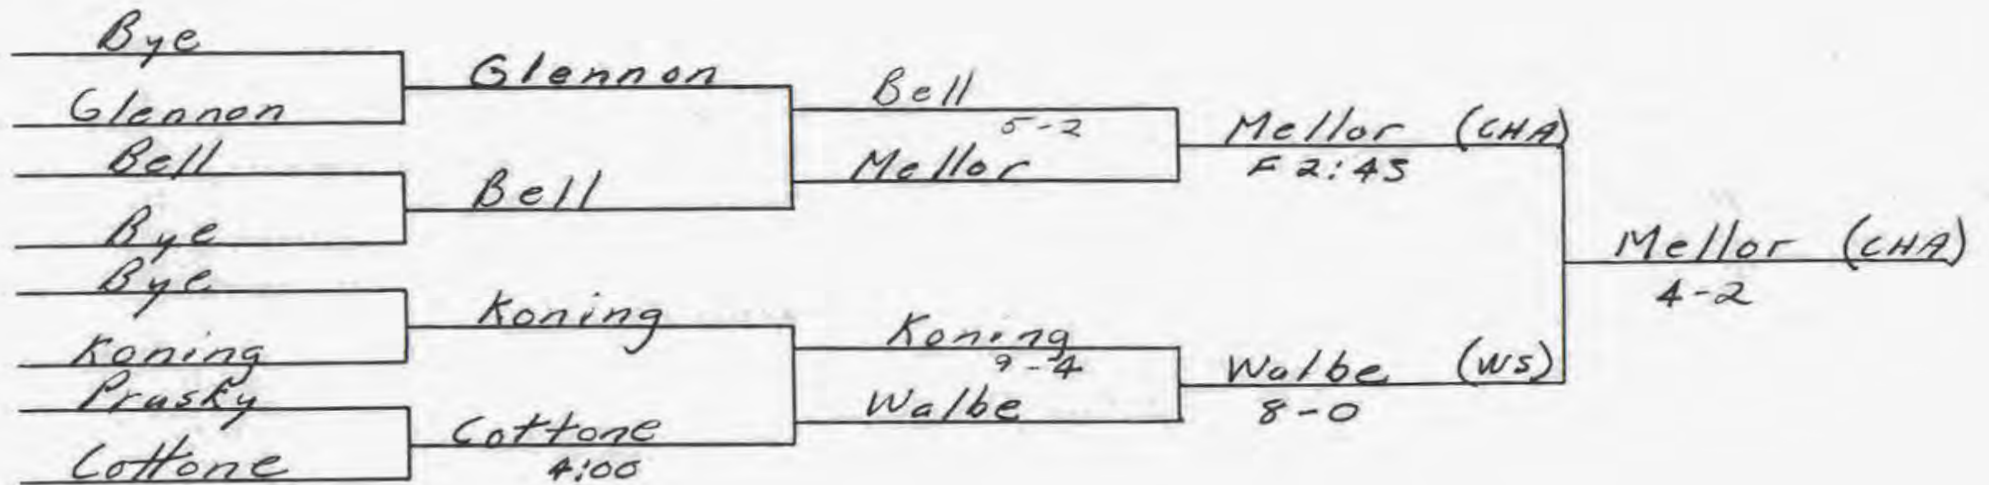 Bye
Glennon
Bell
Bye
Bye
Koning
Prasky
Cottone
Glennon
Bell
Koning
Cottone
4:00
Bell
5-2
Mellor
Koning
9-4
Walbe
Mellor (CHA)
F 2:45
Walbe (WS)
8-0
Mellor (CHA)
4-2